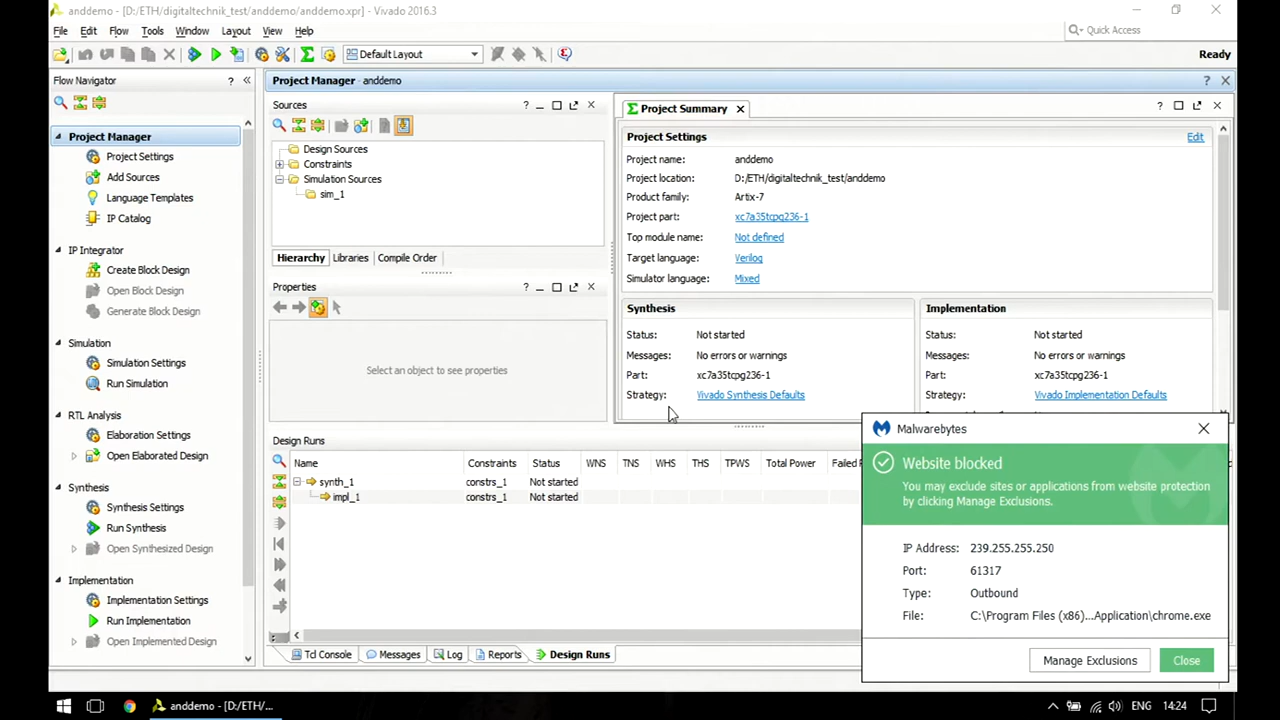 anddemo - [D:/ETH/digitaltechnik_test/anddemo/anddemo.xpr] - Vivado 2016.3
File Edit Flow Tools Window Layout View Help
Quick Access
Default Layout
Ready
Flow Navigator
Project Manager
Project Settings
Add Sources
Language Templates
IP Catalog
IP Integrator
Create Block Design
Open Block Design
Generate Block Design
Simulation
Simulation Settings
Run Simulation
RTL Analysis
Elaboration Settings
Open Elaborated Design
Synthesis
Synthesis Settings
Run Synthesis
Open Synthesized Design
Implementation
Implementation Settings
Run Implementation
Open Implemented Design
Project Manager - anddemo
Sources
Design Sources
Constraints
Simulation Sources
sim_1
Hierarchy Libraries Compile Order
Properties
Select an object to see properties
Project Summary
Project Settings Edit
Project name: anddemo
Project location: D:/ETH/digitaltechnik_test/anddemo
Product family: Artix-7
Project part: xc7a35tcpg236-1
Top module name: Not defined
Target language: Verilog
Simulator language: Mixed
Synthesis
Status: Not started
Messages: No errors or warnings
Part: xc7a35tcpg236-1
Strategy: Vivado Synthesis Defaults
Implementation
Status: Not started
Messages: No errors or warnings
Part: xc7a35tcpg236-1
Strategy: Vivado Implementation Defaults
Design Runs
Name Constraints Status WNS TNS WHS THS TPWS Total Power Failed
synth_1 constrs_1 Not started
impl_1 constrs_1 Not started
Tcl Console Messages Log Reports Design Runs
Malwarebytes
Website blocked
You may exclude sites or applications from website protection
by clicking Manage Exclusions.
IP Address: 239.255.255.250
Port: 61317
Type: Outbound
File: C:\Program Files (x86)...Application\chrome.exe
Manage Exclusions Close
anddemo - [D:/ETH/...
ENG 14:24